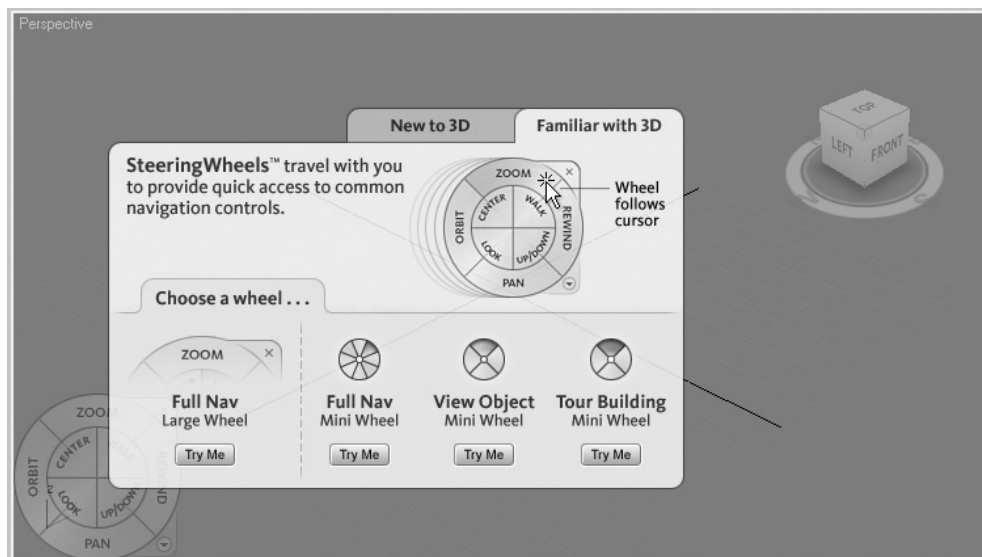 Perspective
New to 3D
Familiar with 3D
SteeringWheels™ travel with you
to provide quick access to common
navigation controls.
ZOOM
CENTER
WALK
ORBIT
REWIND
LOOK
UP/DOWN
PAN
Wheel
follows
cursor
TOP
LEFT
FRONT
Choose a wheel . . .
ZOOM
Full Nav
Large Wheel
Try Me
Full Nav
Mini Wheel
Try Me
View Object
Mini Wheel
Try Me
Tour Building
Mini Wheel
Try Me
ZOOM
CENTER
WALK
ORBIT
REWIND
LOOK
UP/DOWN
PAN
Z